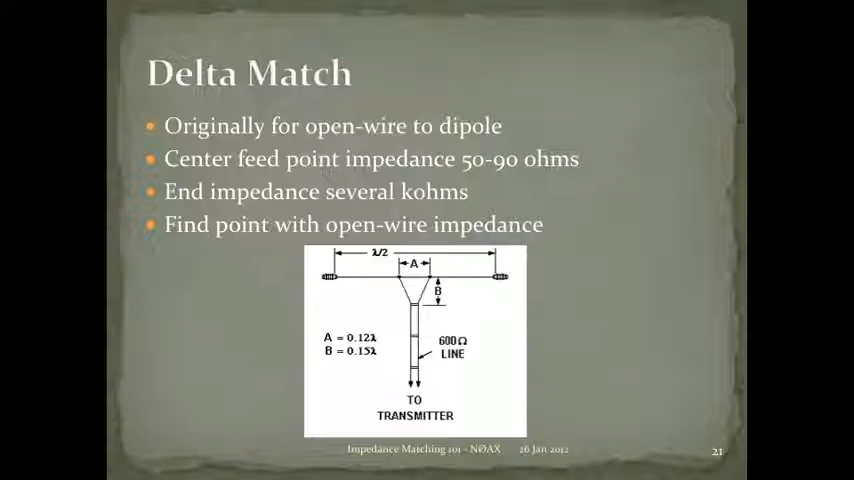 Delta Match
Originally for open-wire to dipole
Center feed point impedance 50-90 ohms
End impedance several kohms
Find point with open-wire impedance
λ/2
A
B
A = 0.12λ
B = 0.15λ
600Ω
LINE
TO
TRANSMITTER
Impedance Matching 101 - NØAX 26 Jan 2012
21